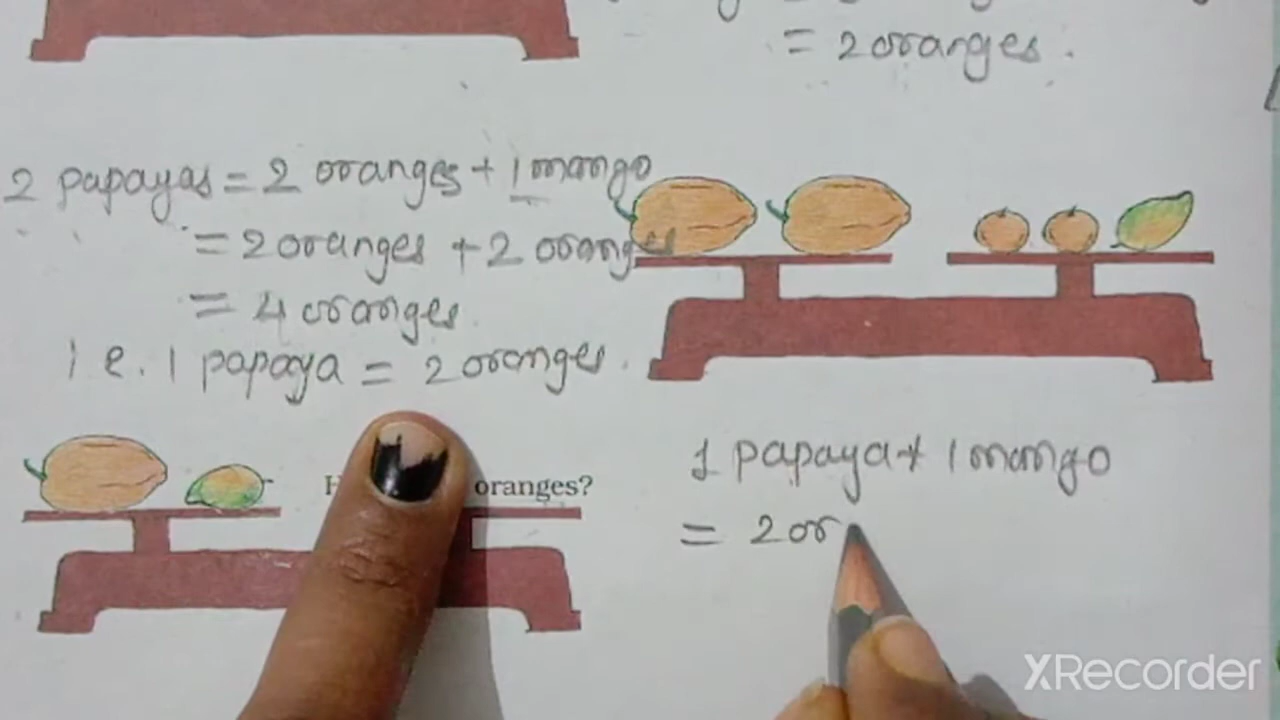 = 2 oranges.
2 papayas = 2 oranges + 1 mango
= 2 oranges + 2 oranges
= 4 oranges.
i e. 1 papaya = 2 oranges.
oranges?
1 papaya + 1 mango
= 2 or
XRecorder